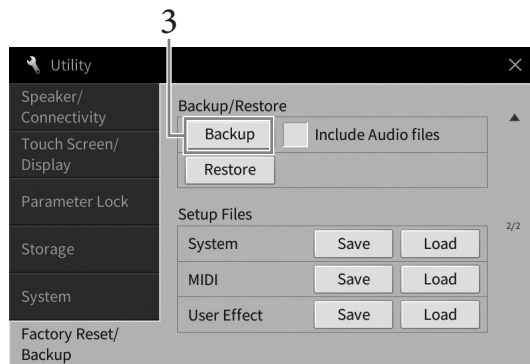 3
Utility
Speaker/
Connectivity
Touch Screen/
Display
Parameter Lock
Storage
System
Factory Reset/
Backup
Backup/Restore
Backup Include Audio files
Restore
Setup Files
System Save Load
MIDI Save Load
User Effect Save Load
2/2